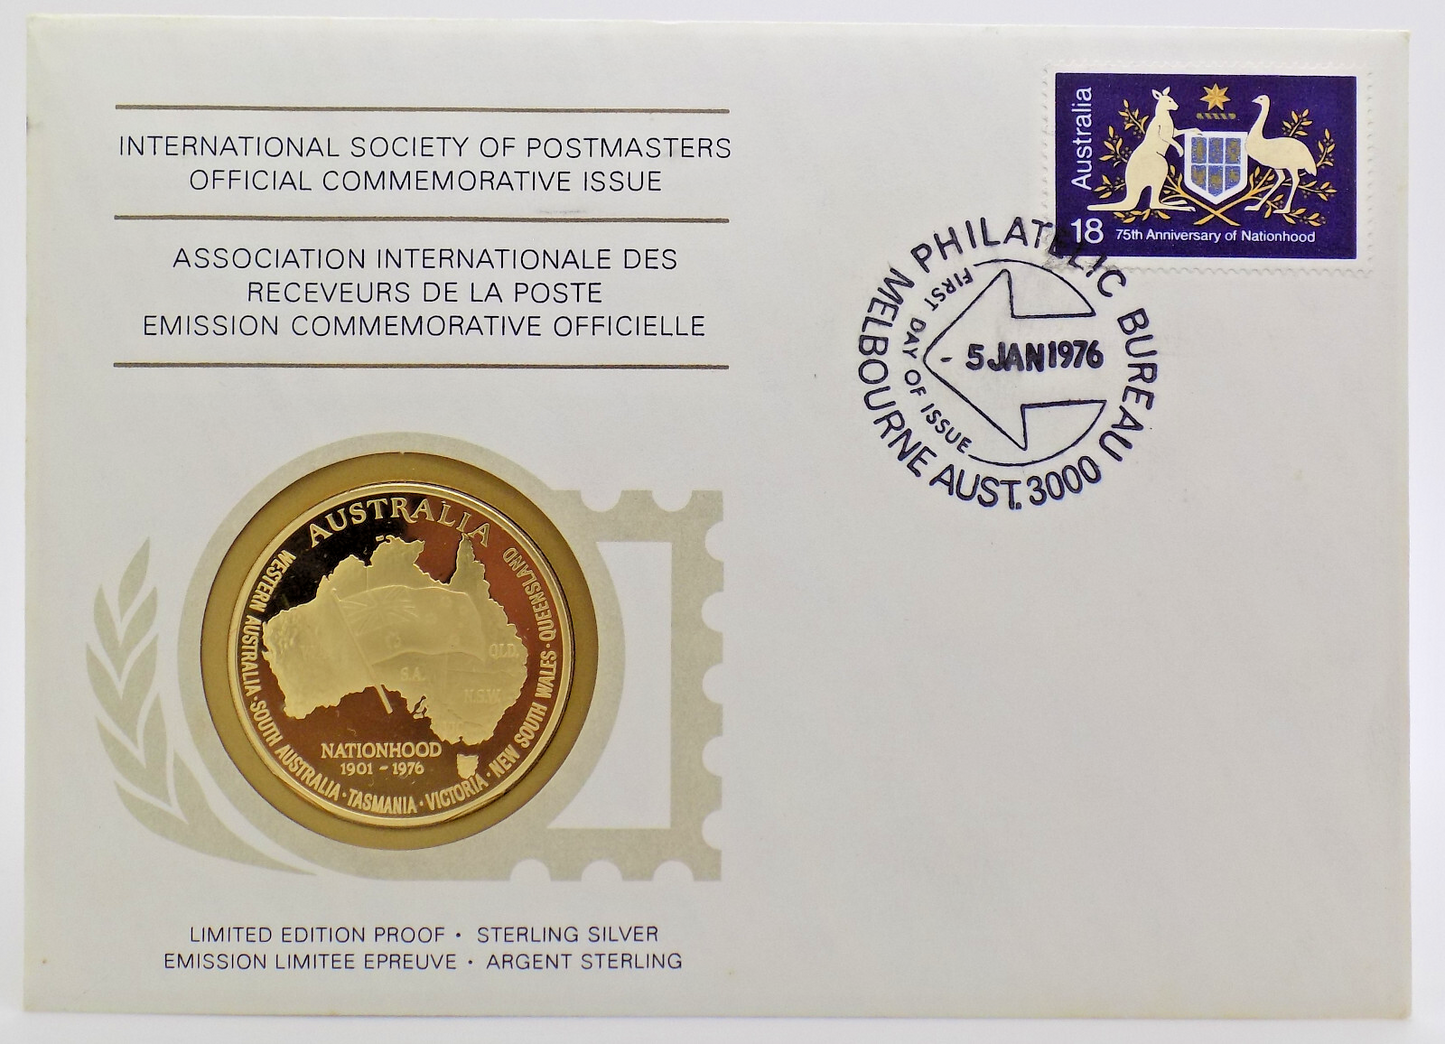 INTERNATIONAL SOCIETY OF POSTMASTERS
OFFICIAL COMMEMORATIVE ISSUE
ASSOCIATION INTERNATIONALE DES
RECEVEURS DE LA POSTE
EMISSION COMMEMORATIVE OFFICIELLE
Australia
18 75th Anniversary of Nationhood
PHILATELIC BUREAU
MELBOURNE AUST. 3000
FIRST DAY OF ISSUE
5 JAN 1976
AUSTRALIA
WESTERN AUSTRALIA · SOUTH AUSTRALIA · TASMANIA · VICTORIA · NEW SOUTH WALES · QUEENSLAND
QLD.
S.A.
N.S.W.
NATIONHOOD
1901 - 1976
LIMITED EDITION PROOF • STERLING SILVER
EMISSION LIMITEE EPREUVE • ARGENT STERLING